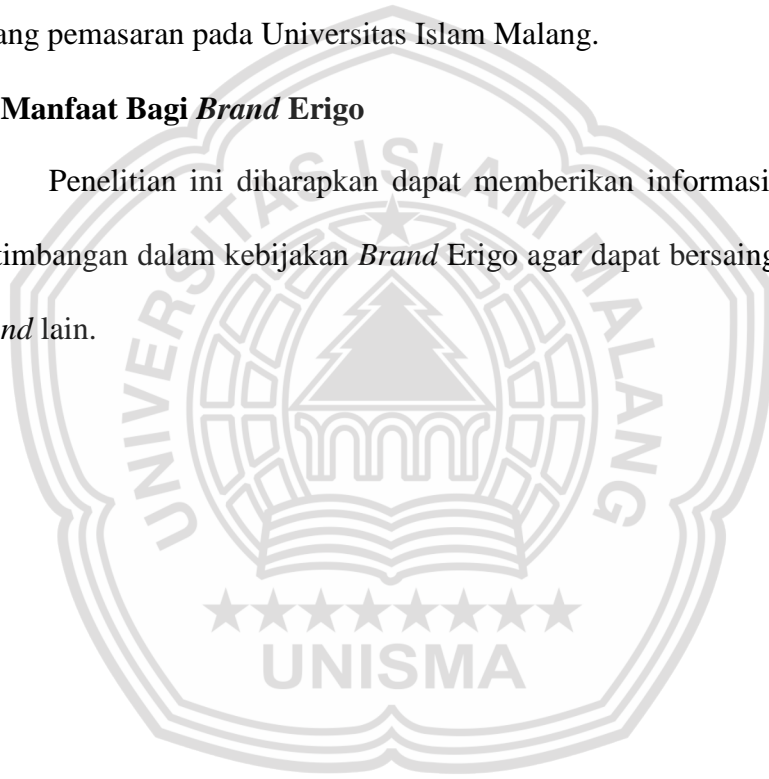 ang pemasaran pada Universitas Islam Malang.
Manfaat Bagi Brand Erigo
Penelitian ini diharapkan dapat memberikan informasi
timbangan dalam kebijakan Brand Erigo agar dapat bersaing
nd lain.
UNIVERSITAS ISLAM MALANG
UNISMA